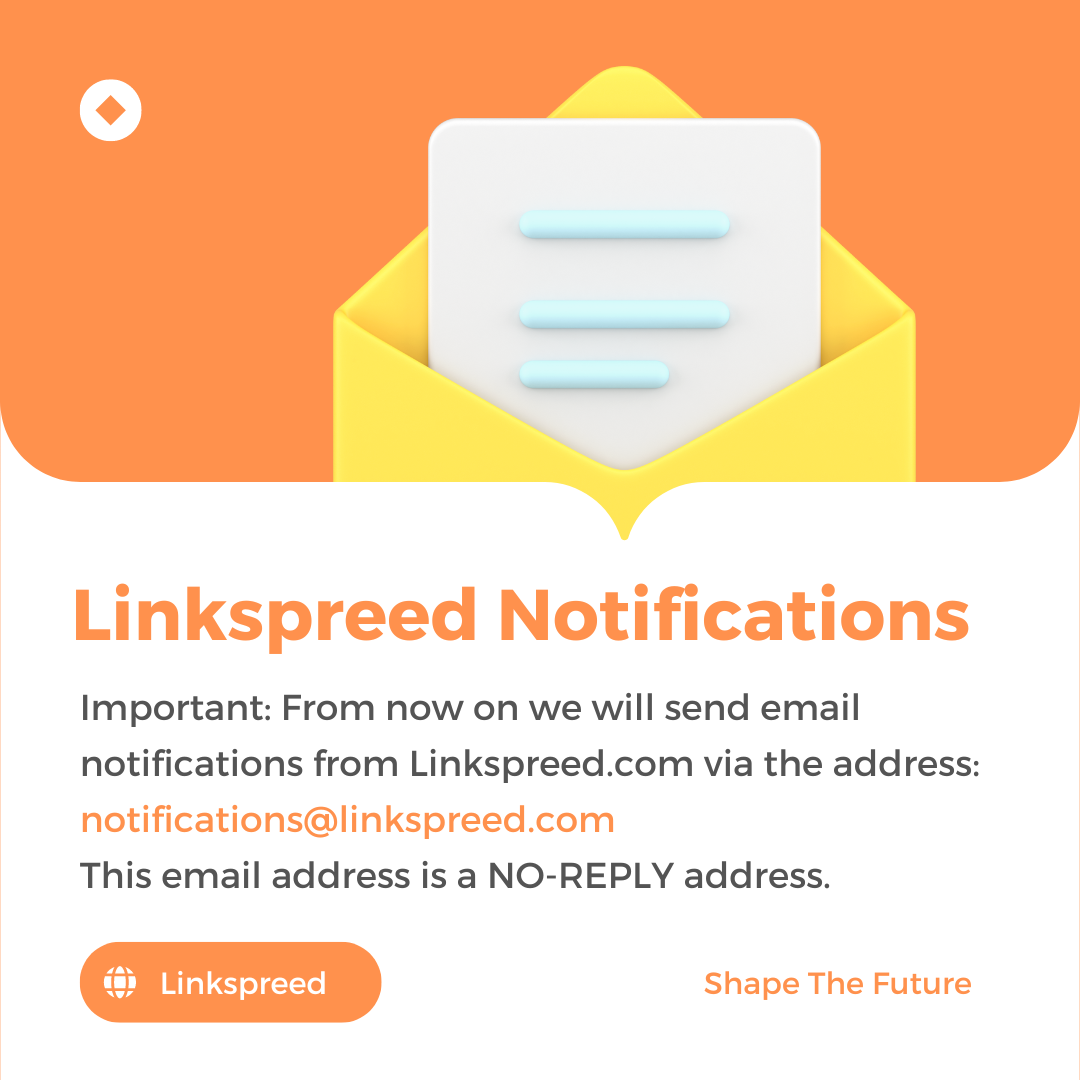 Linkspreed Notifications
Important: From now on we will send email
notifications from Linkspreed.com via the address:
notifications@linkspreed.com
This email address is a NO-REPLY address.
Linkspreed
Shape The Future